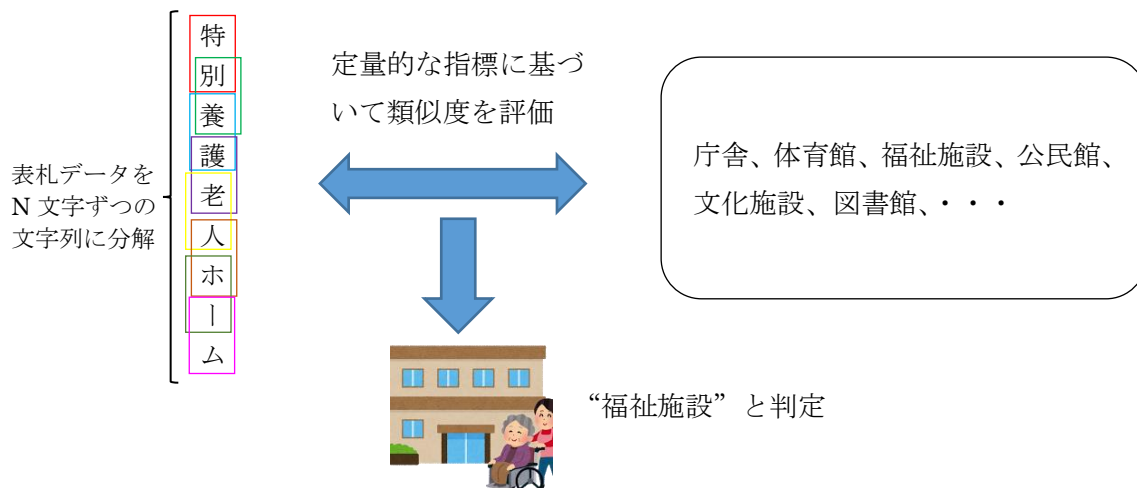 特別養護老人ホーム
表札データを
N 文字ずつの
文字列に分解
定量的な指標に基づ
いて類似度を評価
庁舎、体育館、福祉施設、公民館、
文化施設、図書館、・・・
“福祉施設”と判定